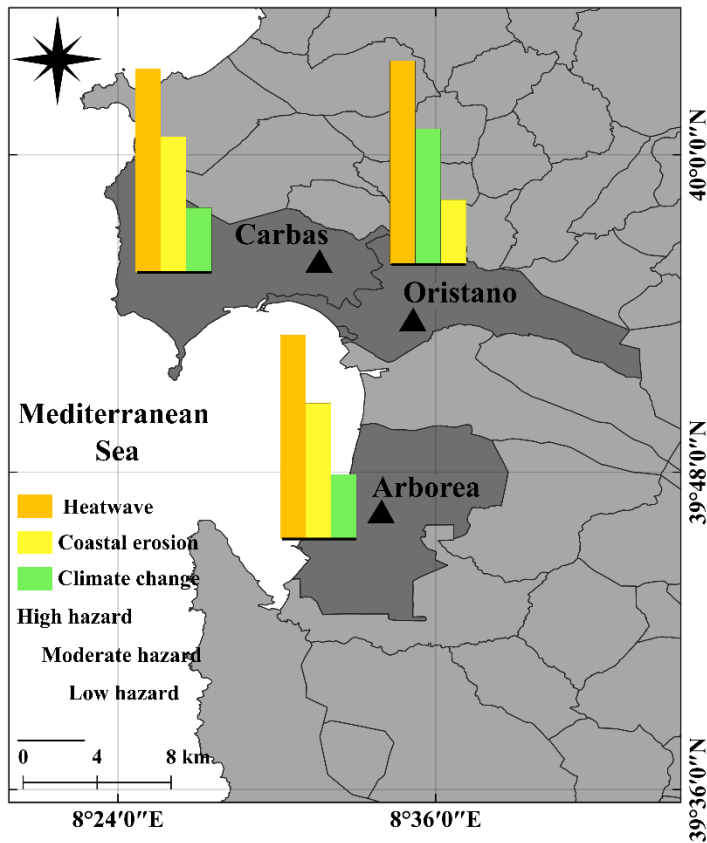 Carbas
Oristano
Mediterranean
Sea
Arborea
Heatwave
Coastal erosion
Climate change
High hazard
Moderate hazard
Low hazard
0 4 8 km
8°24'0"E 8°36'0"E
40°0'0"N
39°48'0"N
39°36'0"N